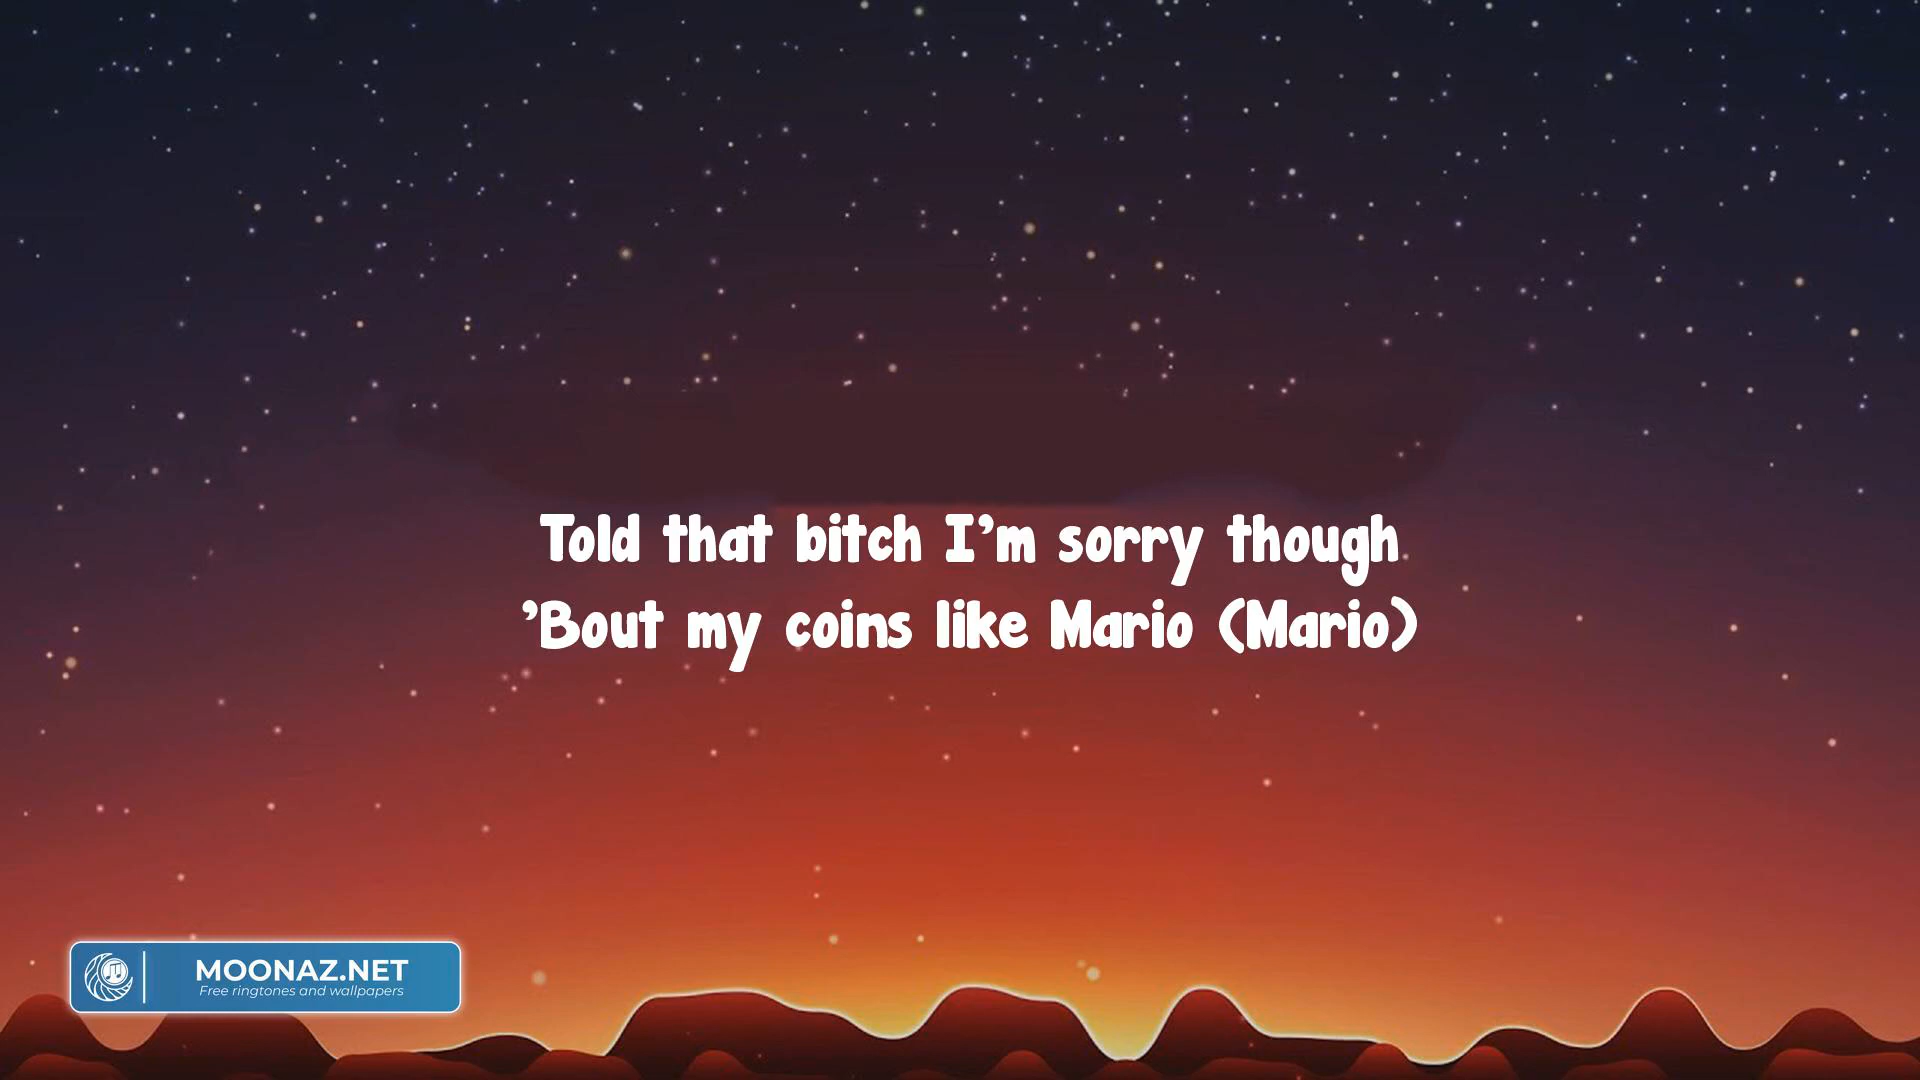 Told that bitch I'm sorry though
'Bout my coins like Mario (Mario)
MOONAZ.NET
Free ringtones and wallpapers